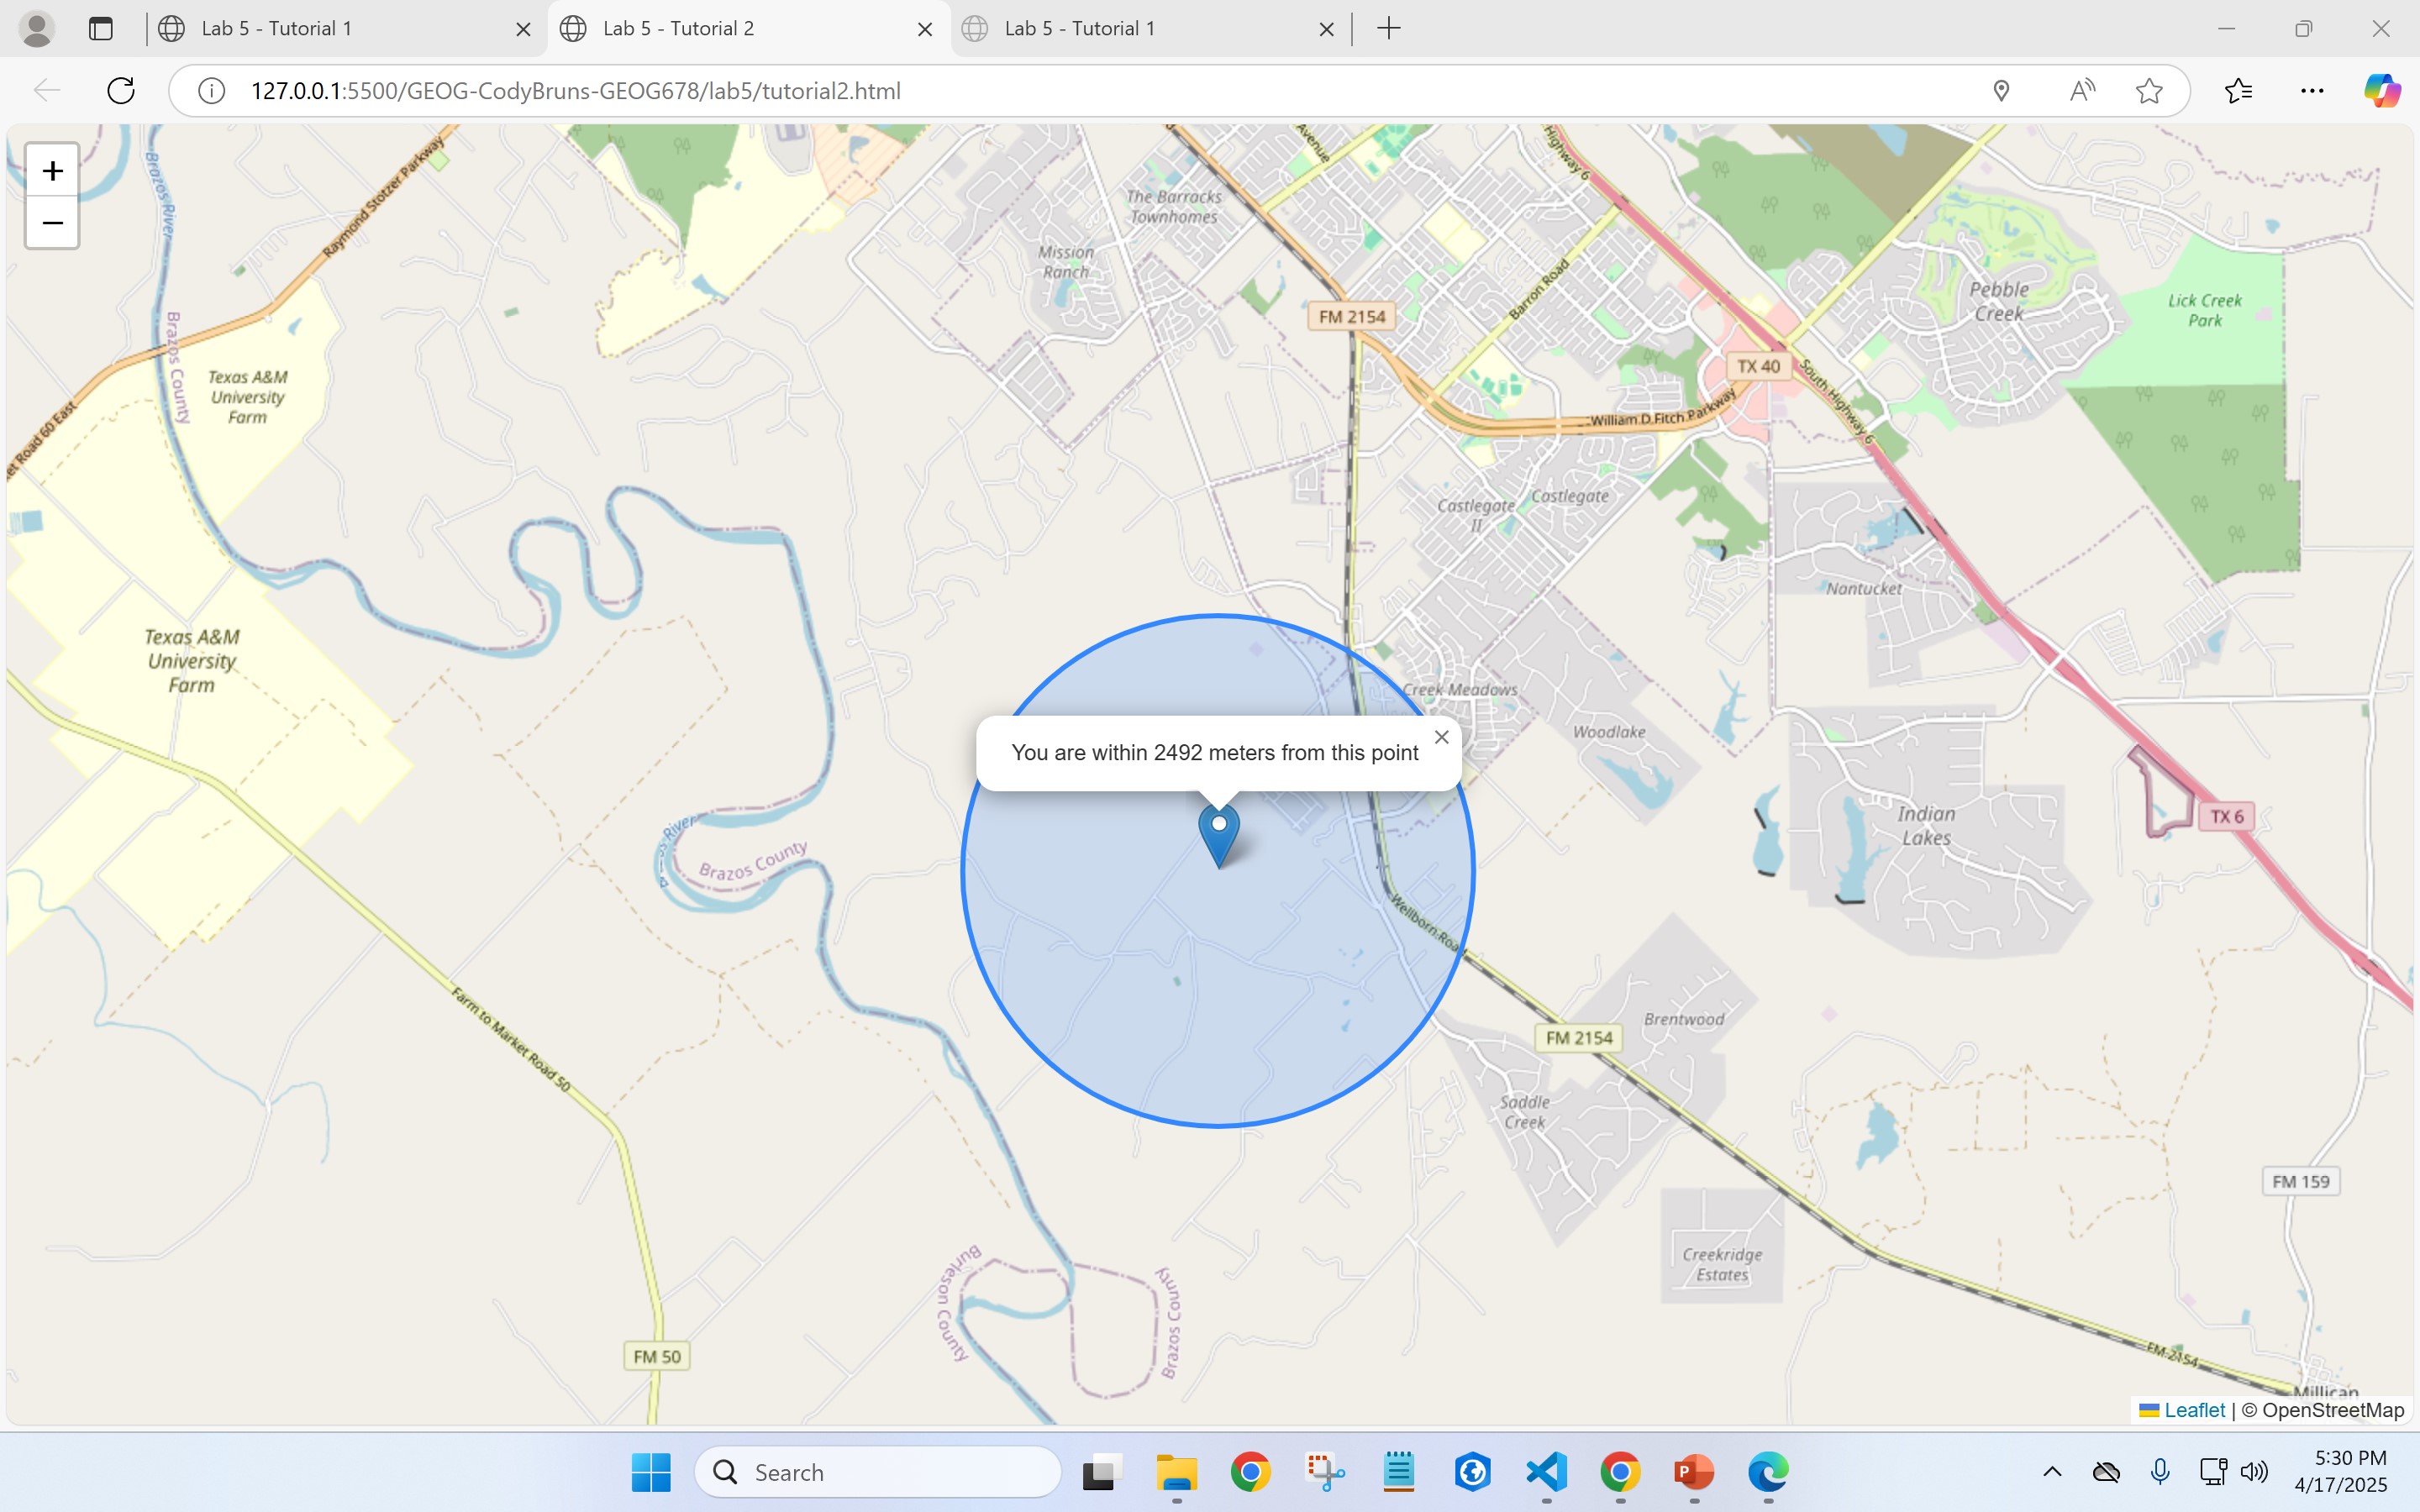 Lab 5 - Tutorial 1
Lab 5 - Tutorial 2
Lab 5 - Tutorial 1
127.0.0.1:5500/GEOG-CodyBruns-GEOG678/lab5/tutorial2.html
+
−
Brazos River
Raymond Stotzer Parkway
Avenue
Highway 6
The Barracks
Townhomes
Mission
Ranch
Barron Road
Pebble
Creek
Lick Creek
Park
FM 2154
Brazos County
TX 40
South Highway 6
Texas A&M
University
Farm
William D Fitch Parkway
et Road 60 East
Castlegate
II
Castlegate
Nantucket
Texas A&M
University
Farm
Creek Meadows
Woodlake
You are within 2492 meters from this point
Indian
Lakes
TX 6
River
Brazos County
Wellborn Road
Farm to Market Road 50
Brentwood
FM 2154
Saddle
Creek
FM 159
Creekridge
Estates
Burleson County
Brazos County
FM 50
FM 2154
Millican
Leaflet | © OpenStreetMap
Search
5:30 PM
4/17/2025